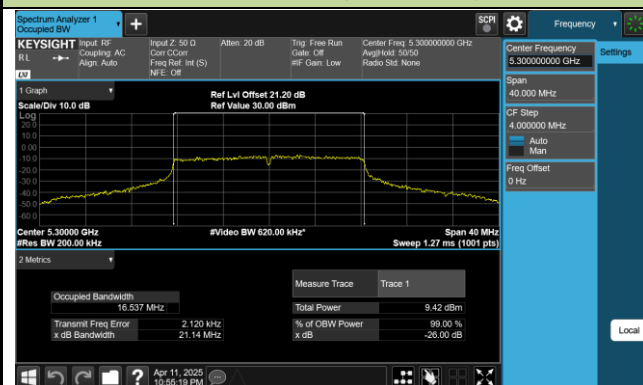 Spectrum Analyzer 1
Occupied BW
+
SCPI
Frequency
KEYSIGHT
RL
LXI
Input: RF
Coupling: AC
Align: Auto
Input Z: 50 Ω
Corr CCorr
Freq Ref: Int (S)
NFE: Off
Atten: 20 dB
Trig: Free Run
Gate: Off
#IF Gain: Low
Center Freq: 5.300000000 GHz
Avg|Hold: 50/50
Radio Std: None
Center Frequency
5.300000000 GHz
Settings
Span
40.000 MHz
CF Step
4.000000 MHz
Auto
Man
Freq Offset
0 Hz
1 Graph
Scale/Div 10.0 dB
Ref Lvl Offset 21.20 dB
Ref Value 30.00 dBm
Log
20.0
10.0
0.00
-10.0
-20.0
-30.0
-40.0
-50.0
-60.0
Center 5.30000 GHz
#Res BW 200.00 kHz
#Video BW 620.00 kHz*
Span 40 MHz
Sweep 1.27 ms (1001 pts)
2 Metrics
Measure Trace Trace 1
Occupied Bandwidth
16.537 MHz
Total Power 9.42 dBm
Transmit Freq Error 2.120 kHz
% of OBW Power 99.00 %
x dB Bandwidth 21.14 MHz
x dB -26.00 dB
Local
?
Apr 11, 2025
10:55:19 PM